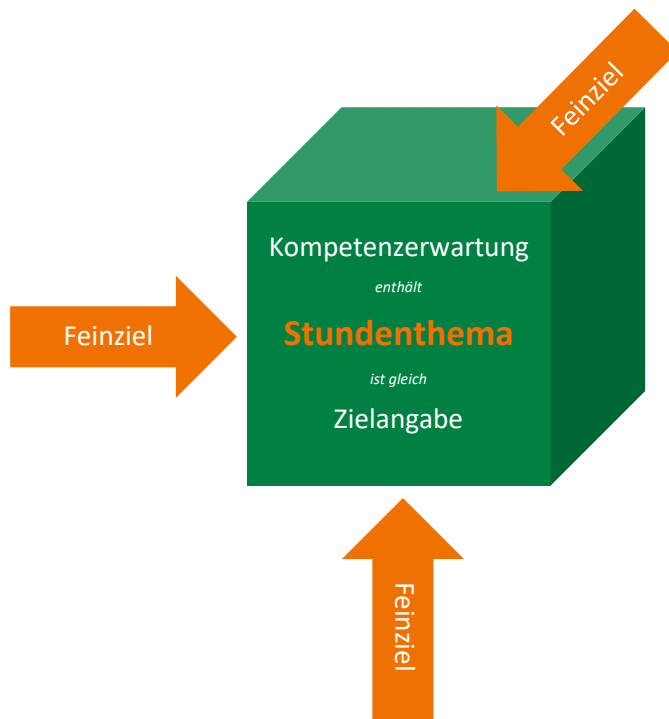 Feinziel
Kompetenzerwartung
enthält
Stundenthema
ist gleich
Zielangabe
Feinziel
Feinziel